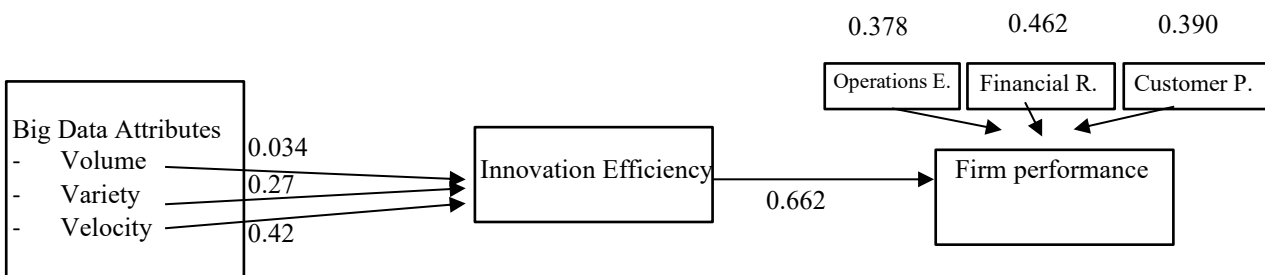 0.378 0.462 0.390
Operations E. Financial R. Customer P.
Big Data Attributes
- Volume
- Variety
- Velocity
0.034
0.27
0.42
Innovation Efficiency
0.662
Firm performance